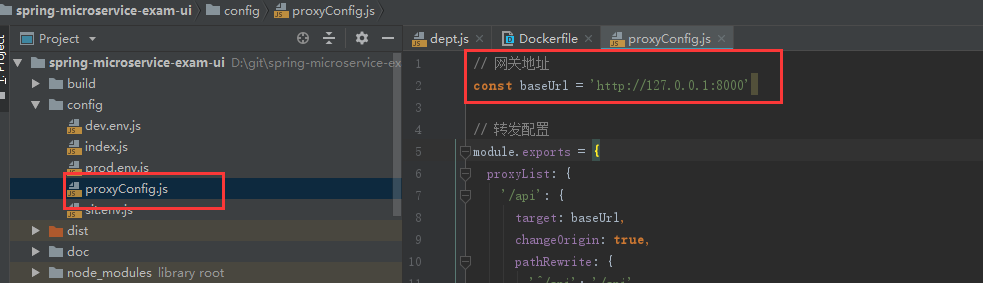 spring-microservice-exam-ui config proxyConfig.js
Project
dept.js Dockerfile proxyConfig.js
Project
spring-microservice-exam-ui D:\git\spring-microservice-ex
build
config
dev.env.js
index.js
prod.env.js
proxyConfig.js
sit.env.js
dist
doc
node_modules library root
1 // 网关地址
2 const baseUrl = 'http://127.0.0.1:8000'
3
4 // 转发配置
5 module.exports = {
6 proxyList: {
7 '/api': {
8 target: baseUrl,
9 changeOrigin: true,
10 pathRewrite: {
11 '^/api': '/api'